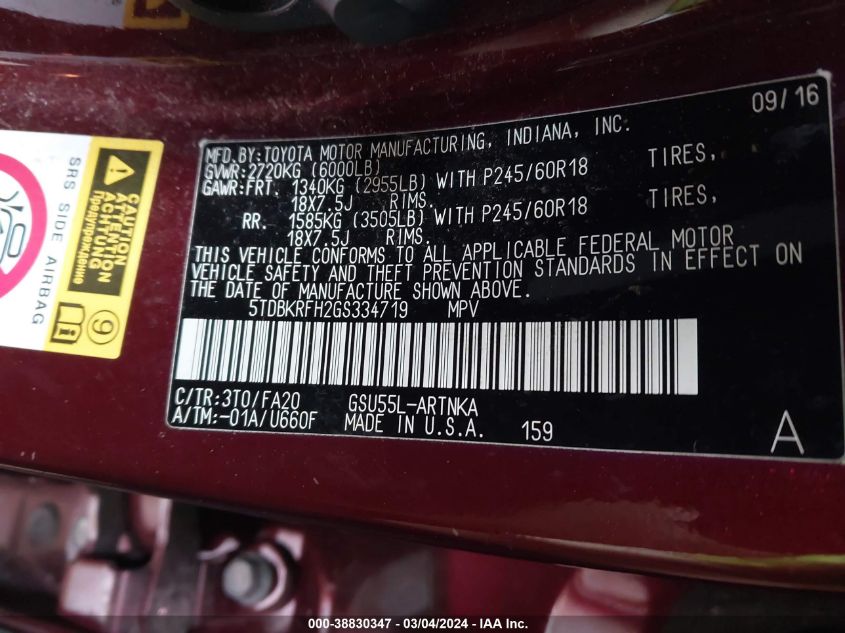 09/16
MFD.BY:TOYOTA MOTOR MANUFACTURING, INDIANA, INC.
GVWR:2720KG (6000LB)
GAWR:FRT. 1340KG (2955LB) WITH P245/60R18 TIRES,
18X7.5J RIMS.
RR. 1585KG (3505LB) WITH P245/60R18 TIRES,
18X7.5J RIMS.
THIS VEHICLE CONFORMS TO ALL APPLICABLE FEDERAL MOTOR
VEHICLE SAFETY AND THEFT PREVENTION STANDARDS IN EFFECT ON
THE DATE OF MANUFACTURE SHOWN ABOVE.
5TDBKRFH2GS334719 MPV
C/TR:3T0/FA20 GSU55L-ARTNKA
A/TM:-01A/U660F MADE IN U.S.A. 159
A
SRS SIDE AIRBAG
CAUTION
ATTENTION
ACHTUNG
Предупреждение
9
000-38830347 - 03/04/2024 - IAA Inc.